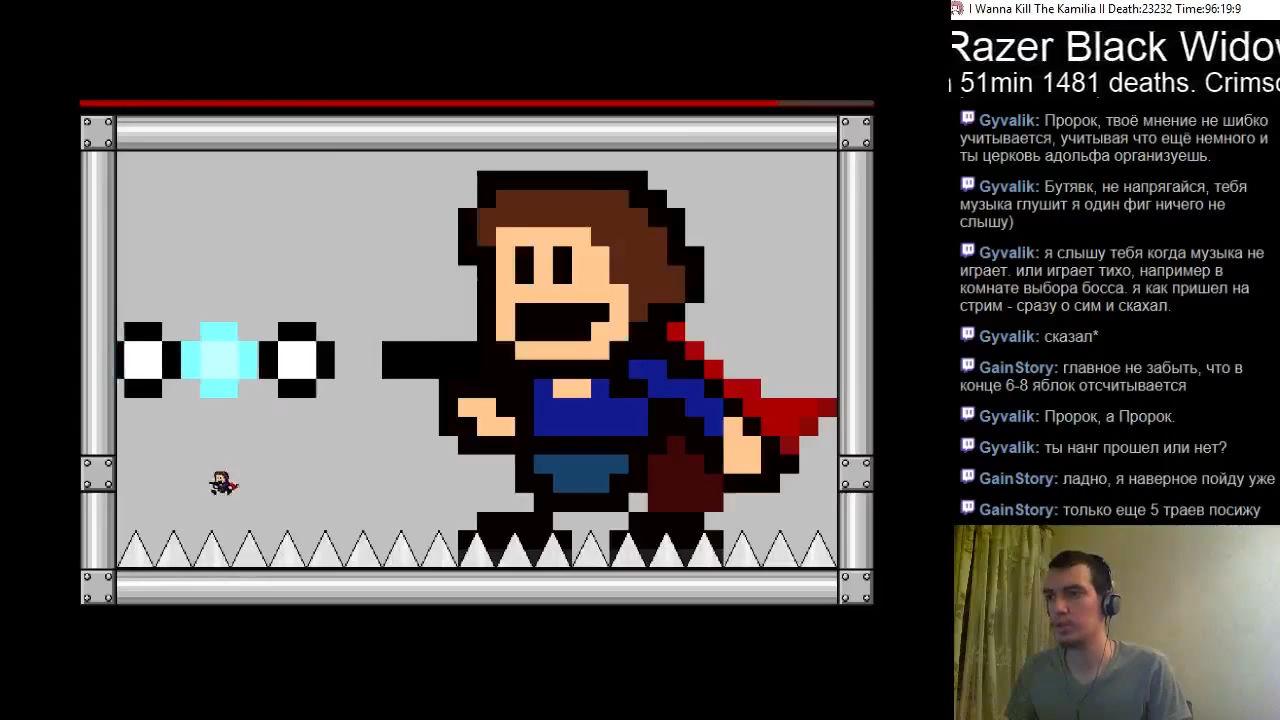 I Wanna Kill The Kamilia II Death:23232 Time:96:19:9
Razer Black Widow
51min 1481 deaths. Crimso
Gyvalik: Пророк, твоё мнение не шибко
учитывается, учитывая что ещё немного и
ты церковь адольфа организуешь.
Gyvalik: Бутявк, не напрягайся, тебя
музыка глушит я один фиг ничего не
слышу)
Gyvalik: я слышу тебя когда музыка не
играет. или играет тихо, например в
комнате выбора босса. я как пришел на
стрим - сразу о сим и скахал.
Gyvalik: сказал*
GainStory: главное не забыть, что в
конце 6-8 яблок отсчитывается
Gyvalik: Пророк, а Пророк.
Gyvalik: ты нанг прошел или нет?
GainStory: ладно, я наверное пойду уже
GainStory: только еще 5 траев посижу